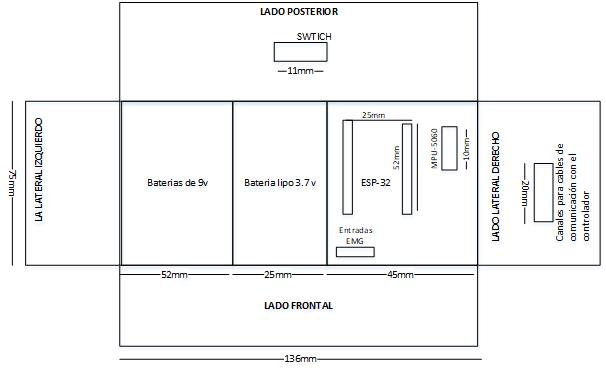 LADO POSTERIOR
SWTICH
11mm
LA LATERAL IZQUIERDO
75mm
Baterias de 9v
Bateria lipo 3.7 v
25mm
ESP-32
52mm
MPU-5060
10mm
Entradas
EMG
LADO LATERAL DERECHO
20mm
Canales para cables de
comunicación con el
controlador
52mm
25mm
45mm
LADO FRONTAL
136mm